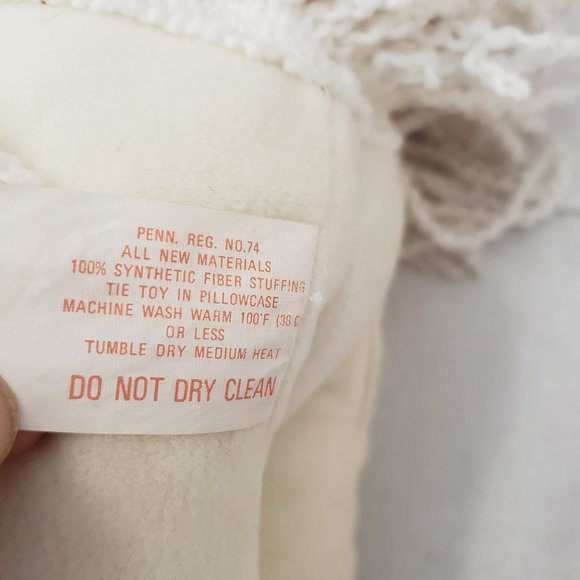 PENN. REG. NO.74
ALL NEW MATERIALS
100% SYNTHETIC FIBER STUFFING
TIE TOY IN PILLOWCASE
MACHINE WASH WARM 100'F (38 C)
OR LESS
TUMBLE DRY MEDIUM HEAT
DO NOT DRY CLEAN